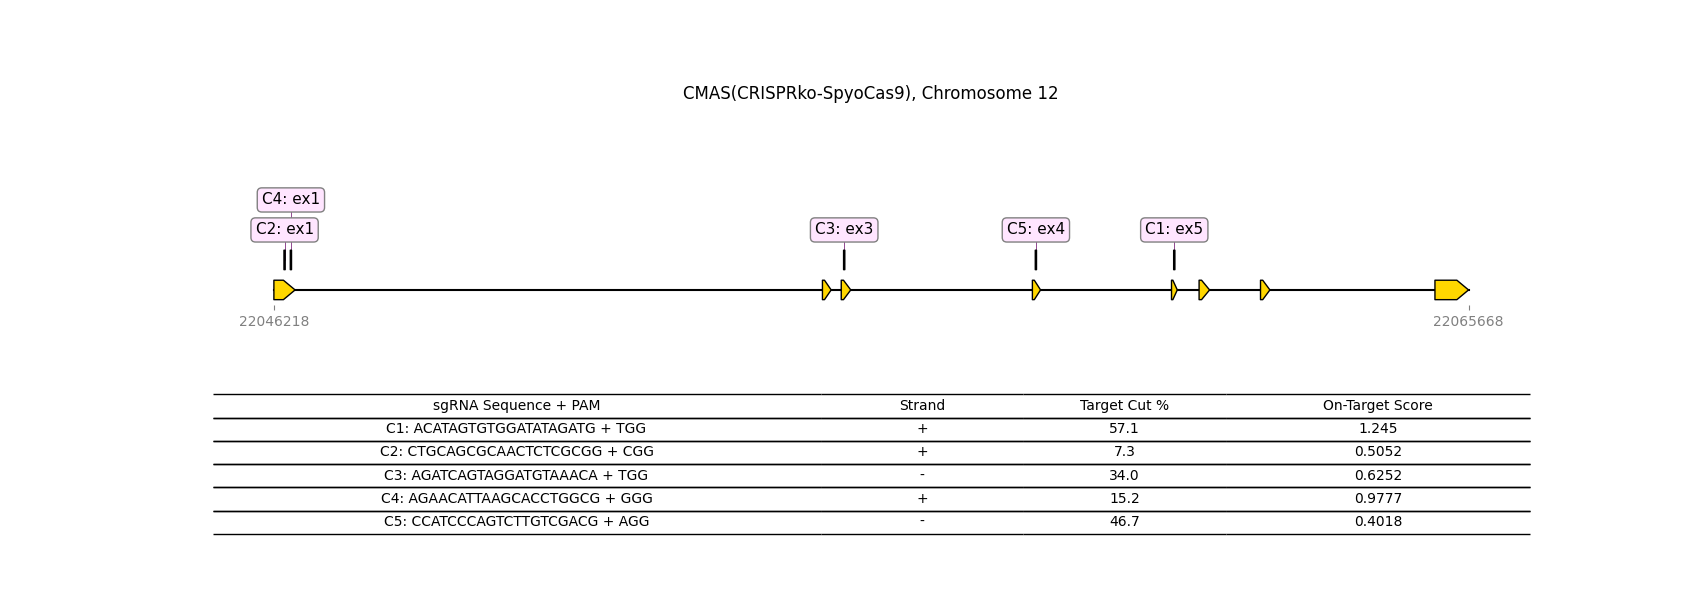 CMAS(CRISPRko-SpyoCas9), Chromosome 12
C4: ex1
C2: ex1 C3: ex3 C5: ex4 C1: ex5
22046218 22065668
sgRNA Sequence + PAM Strand Target Cut % On-Target Score
C1: ACATAGTGTGGATATAGATG + TGG + 57.1 1.245
C2: CTGCAGCGCAACTCTCGCGG + CGG + 7.3 0.5052
C3: AGATCAGTAGGATGTAAACA + TGG - 34.0 0.6252
C4: AGAACATTAAGCACCTGGCG + GGG + 15.2 0.9777
C5: CCATCCCAGTCTTGTCGACG + AGG - 46.7 0.4018